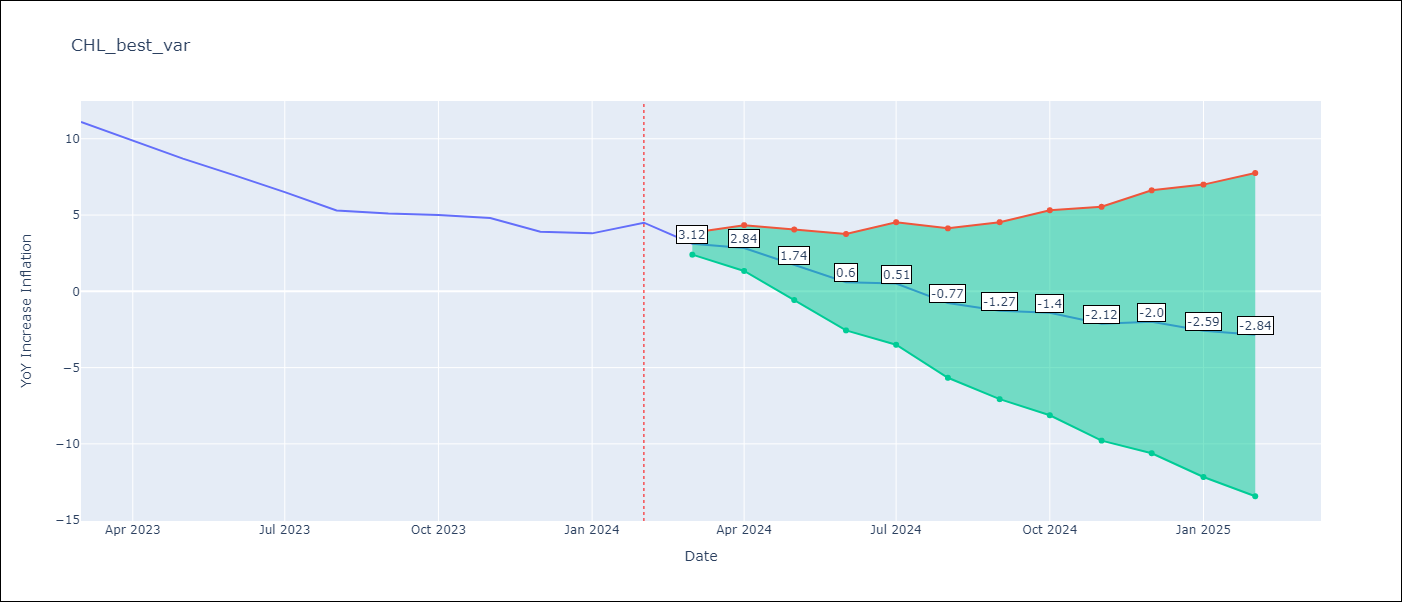 CHL_best_var
YoY Increase Inflation
10
5
0
−5
−10
−15
3.12
2.84
1.74
0.6
0.51
-0.77
-1.27
-1.4
-2.12
-2.0
-2.59
-2.84
Apr 2023
Jul 2023
Oct 2023
Jan 2024
Apr 2024
Jul 2024
Oct 2024
Jan 2025
Date